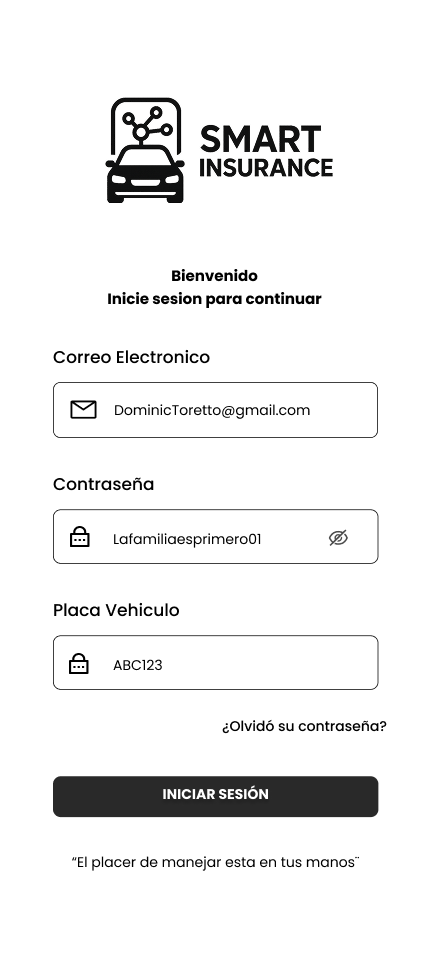 SMART
INSURANCE
Bienvenido
Inicie sesion para continuar
Correo Electronico
DominicToretto@gmail.com
Contraseña
Lafamiliaesprimero01
Placa Vehiculo
ABC123
¿Olvidó su contraseña?
INICIAR SESIÓN
“El placer de manejar esta en tus manos¨